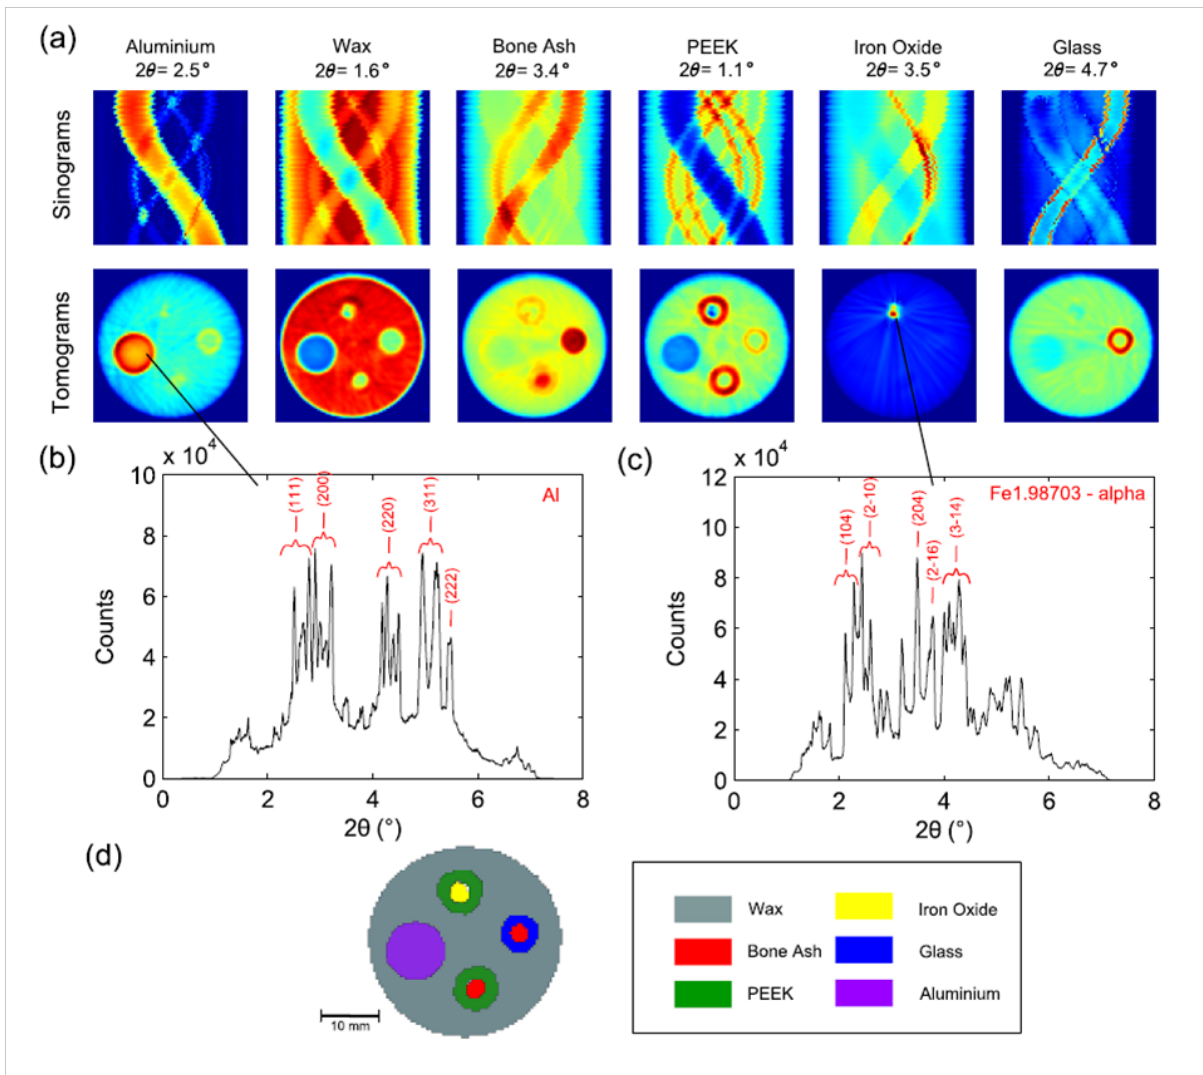 (a)
Aluminium
2θ= 2.5°
Wax
2θ= 1.6°
Bone Ash
2θ= 3.4°
PEEK
2θ= 1.1°
Iron Oxide
2θ= 3.5°
Glass
2θ= 4.7°
Sinograms
Tomograms
(b)
x 10⁴
10
8
6
4
2
0
0
2
4
6
8
Counts
2θ (°)
(111)
(200)
(220)
(311)
(222)
Al
(c)
x 10⁴
12
10
8
6
4
2
0
0
2
4
6
8
Counts
2θ (°)
(104)
(2-10)
(204)
(2-16)
(3-14)
Fe1.98703 - alpha
(d)
10 mm
Wax
Bone Ash
PEEK
Iron Oxide
Glass
Aluminium